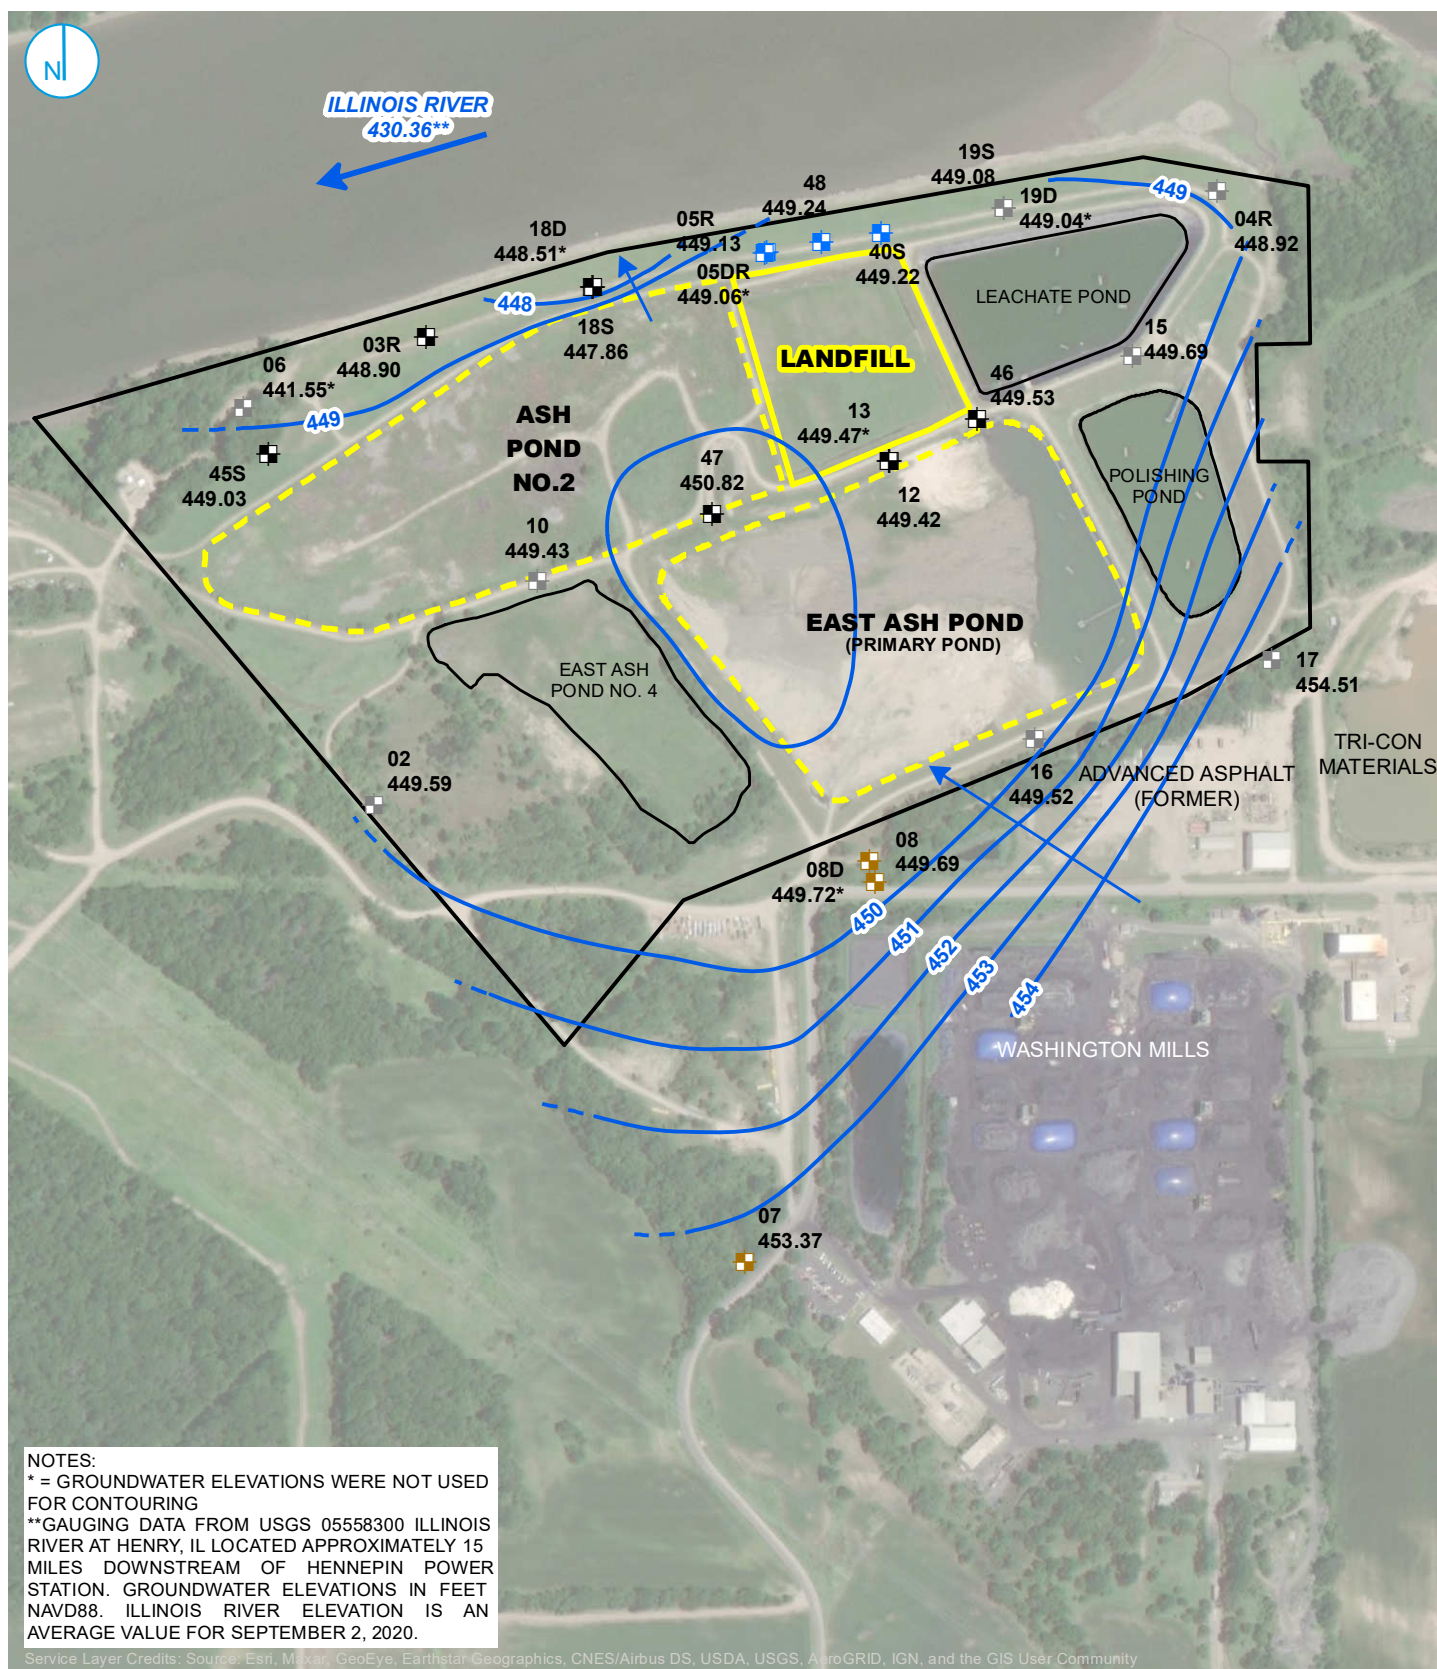 N
ILLINOIS RIVER
430.36**
19S
449.08
48
449.24
19D
449.04*
449
04R
448.92
18D
448.51*
05R
449.13
40S
449.22
05DR
449.06*
LEACHATE POND
448
18S
447.86
15
449.69
03R
448.90
LANDFILL
06
441.55*
46
449.53
449
ASH
POND
NO.2
13
449.47*
45S
449.03
47
450.82
POLISHING
POND
12
449.42
10
449.43
EAST ASH POND
(PRIMARY POND)
EAST ASH
POND NO. 4
17
454.51
TRI-CON
MATERIALS
02
449.59
16
449.52
ADVANCED ASPHALT
(FORMER)
08
449.69
08D
449.72*
450
451
452
453
454
WASHINGTON MILLS
07
453.37
NOTES:
* = GROUNDWATER ELEVATIONS WERE NOT USED
FOR CONTOURING
**GAUGING DATA FROM USGS 05558300 ILLINOIS
RIVER AT HENRY, IL LOCATED APPROXIMATELY 15
MILES DOWNSTREAM OF HENNEPIN POWER
STATION. GROUNDWATER ELEVATIONS IN FEET
NAVD88. ILLINOIS RIVER ELEVATION IS AN
AVERAGE VALUE FOR SEPTEMBER 2, 2020.
Service Layer Credits: Source: Esri, Maxar, GeoEye, Earthstar Geographics, CNES/Airbus DS, USDA, USGS, AeroGRID, IGN, and the GIS User Community